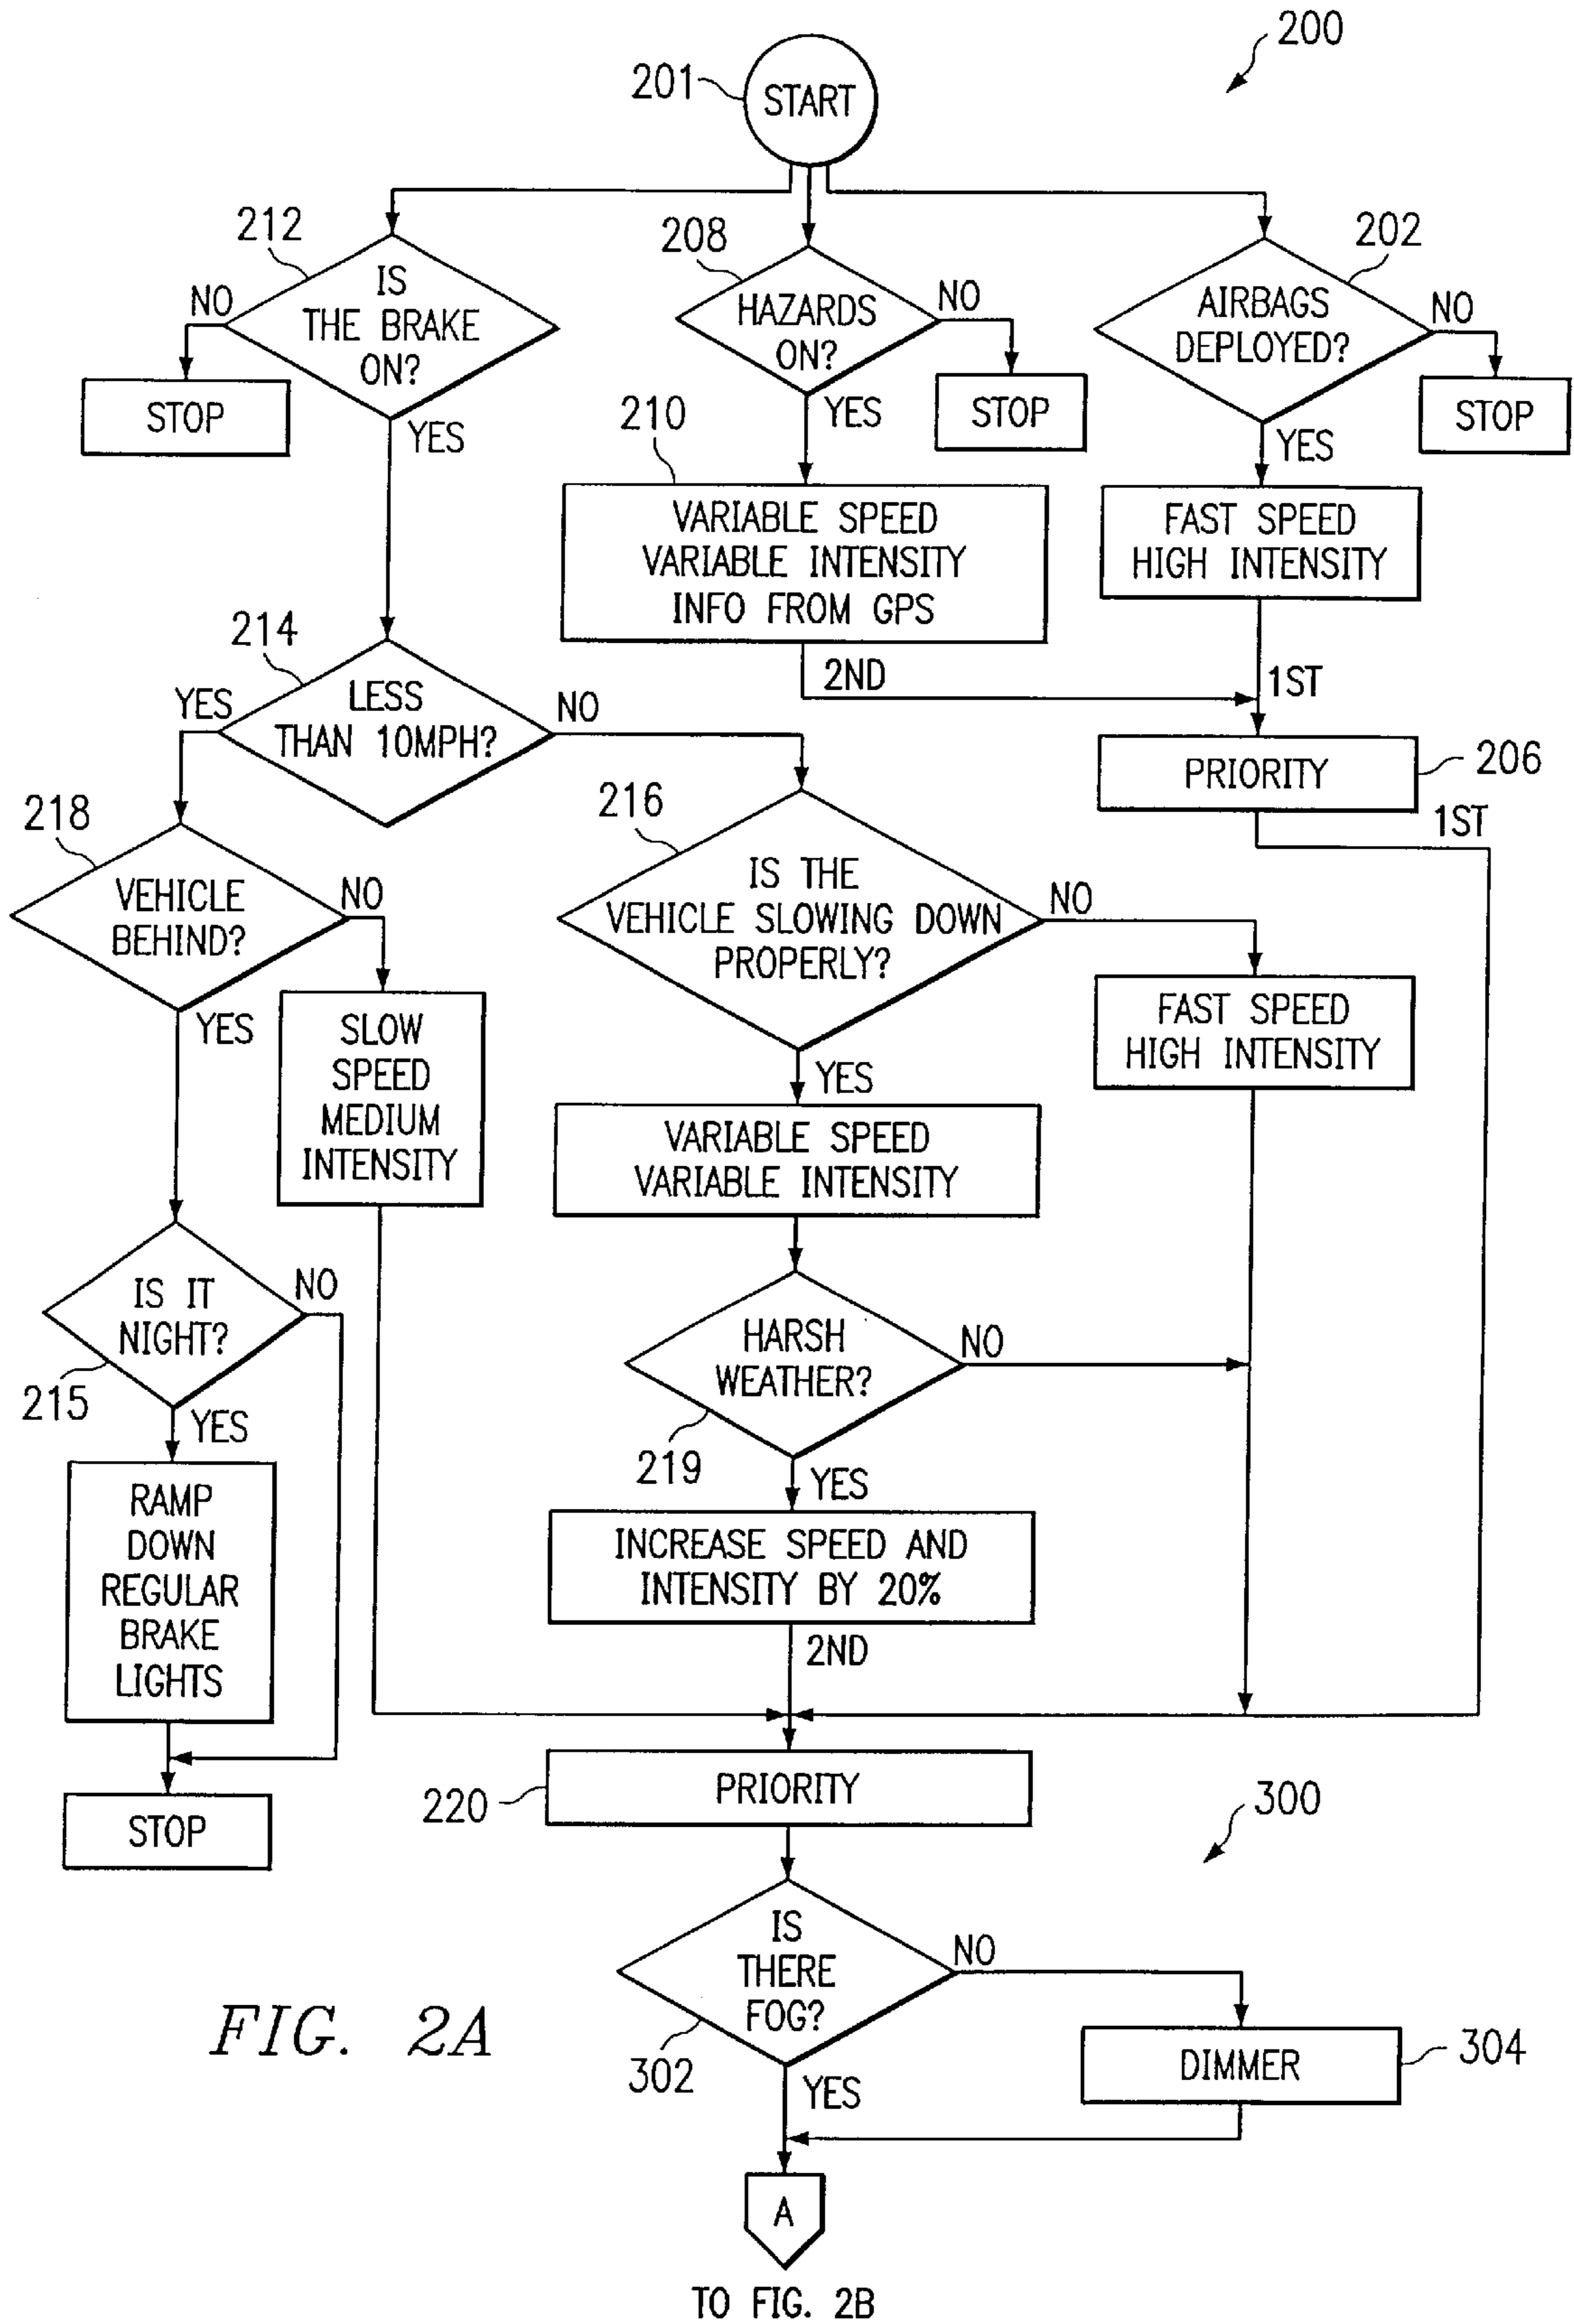 200
201
START
212
208
202
IS
THE BRAKE
ON?
NO
STOP
YES
HAZARDS
ON?
NO
STOP
YES
AIRBAGS
DEPLOYED?
NO
STOP
YES
210
VARIABLE SPEED
VARIABLE INTENSITY
INFO FROM GPS
FAST SPEED
HIGH INTENSITY
2ND
1ST
PRIORITY
206
1ST
214
LESS
THAN 10MPH?
YES
NO
218
VEHICLE
BEHIND?
NO
YES
216
IS THE
VEHICLE SLOWING DOWN
PROPERLY?
NO
YES
SLOW
SPEED
MEDIUM
INTENSITY
FAST SPEED
HIGH INTENSITY
VARIABLE SPEED
VARIABLE INTENSITY
IS IT
NIGHT?
NO
215
YES
HARSH
WEATHER?
NO
219
YES
RAMP
DOWN
REGULAR
BRAKE
LIGHTS
INCREASE SPEED AND
INTENSITY BY 20%
2ND
STOP
220
PRIORITY
300
IS
THERE
FOG?
NO
302
YES
DIMMER
304
FIG. 2A
A
TO FIG. 2B